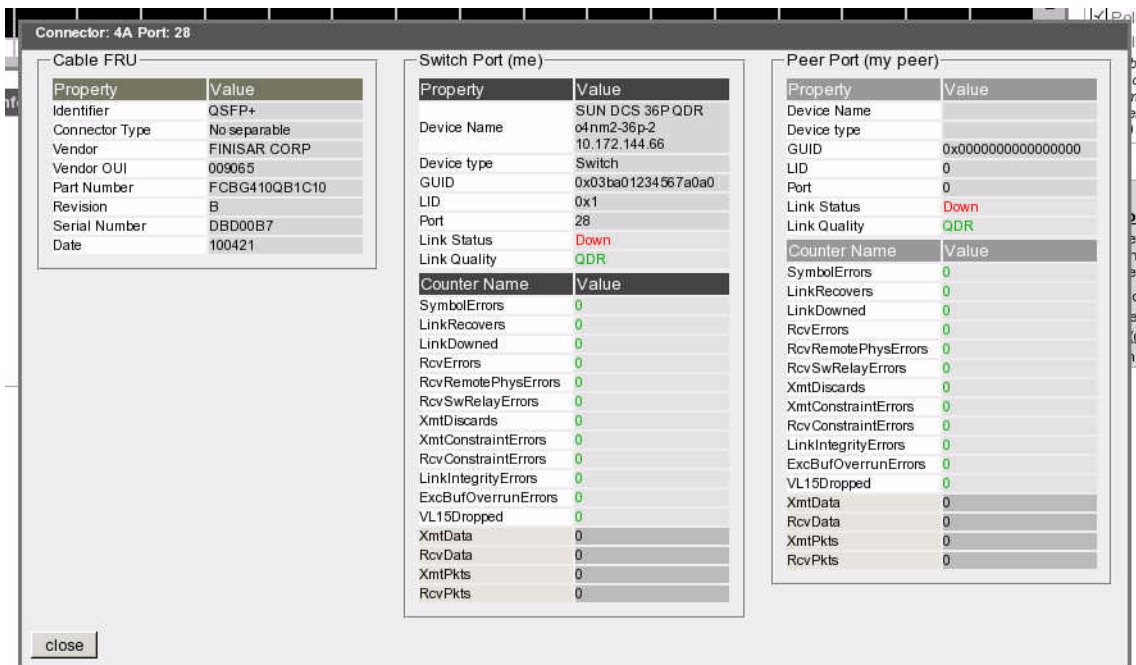 Connector: 4A Port: 28
Cable FRU
Property Value
Identifier QSFP+
Connector Type No separable
Vendor FINISAR CORP
Vendor OUI 009065
Part Number FCBG410QB1C10
Revision B
Serial Number DBD00B7
Date 100421
Switch Port (me)
Property Value
Device Name SUN DCS 36P QDR
o4nm2-36p-2
10.172.144.66
Device type Switch
GUID 0x03ba01234567a0a0
LID 0x1
Port 28
Link Status Down
Link Quality QDR
Counter Name Value
SymbolErrors 0
LinkRecovers 0
LinkDowned 0
RcvErrors 0
RcvRemotePhysErrors 0
RcvSwRelayErrors 0
XmtDiscards 0
XmtConstraintErrors 0
RcvConstraintErrors 0
LinkIntegrityErrors 0
ExcBufOverrunErrors 0
VL15Dropped 0
XmtData 0
RcvData 0
XmtPkts 0
RcvPkts 0
Peer Port (my peer)
Property Value
Device Name
Device type
GUID 0x0000000000000000
LID 0
Port 0
Link Status Down
Link Quality QDR
Counter Name Value
SymbolErrors 0
LinkRecovers 0
LinkDowned 0
RcvErrors 0
RcvRemotePhysErrors 0
RcvSwRelayErrors 0
XmtDiscards 0
XmtConstraintErrors 0
RcvConstraintErrors 0
LinkIntegrityErrors 0
ExcBufOverrunErrors 0
VL15Dropped 0
XmtData 0
RcvData 0
XmtPkts 0
RcvPkts 0
close